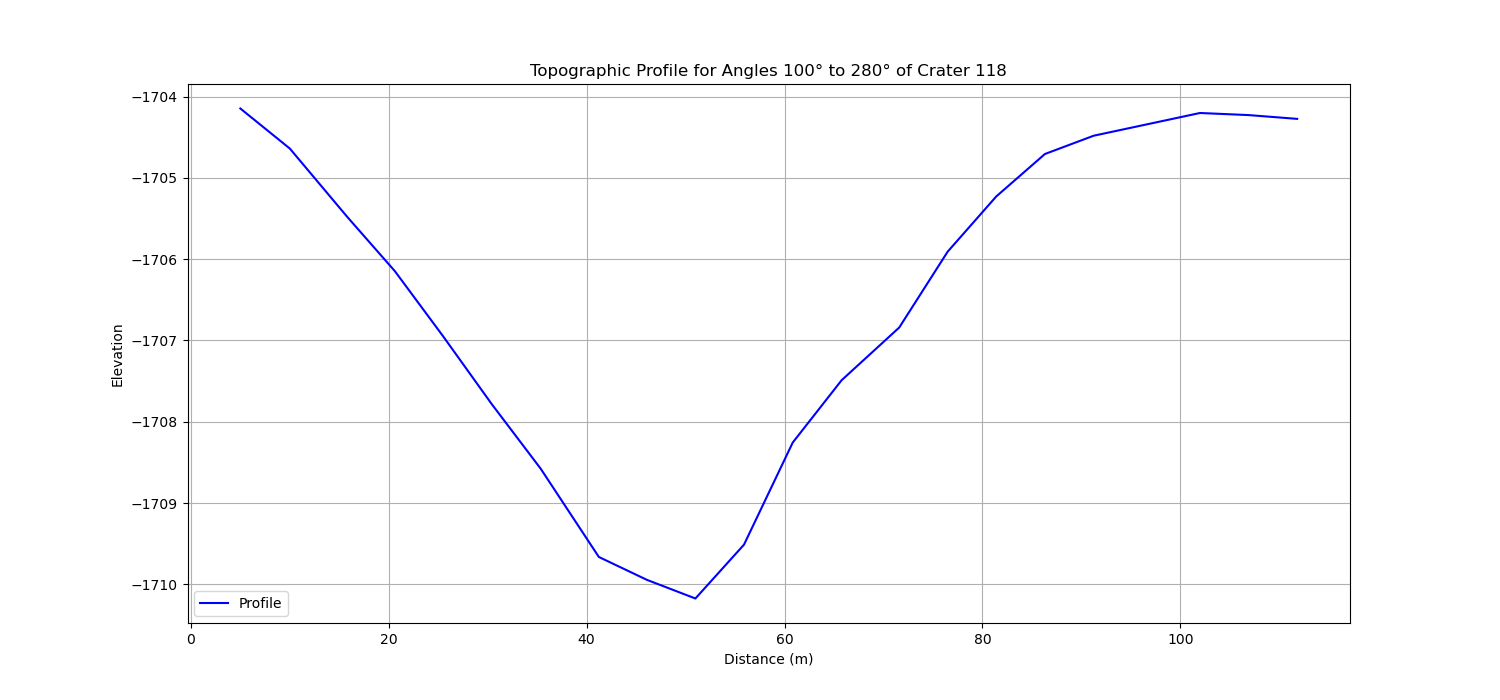 Topographic Profile for Angles 100° to 280° of Crater 118
−1704
−1705
−1706
−1707
−1708
−1709
−1710
Elevation
Profile
0 20 40 60 80 100
Distance (m)